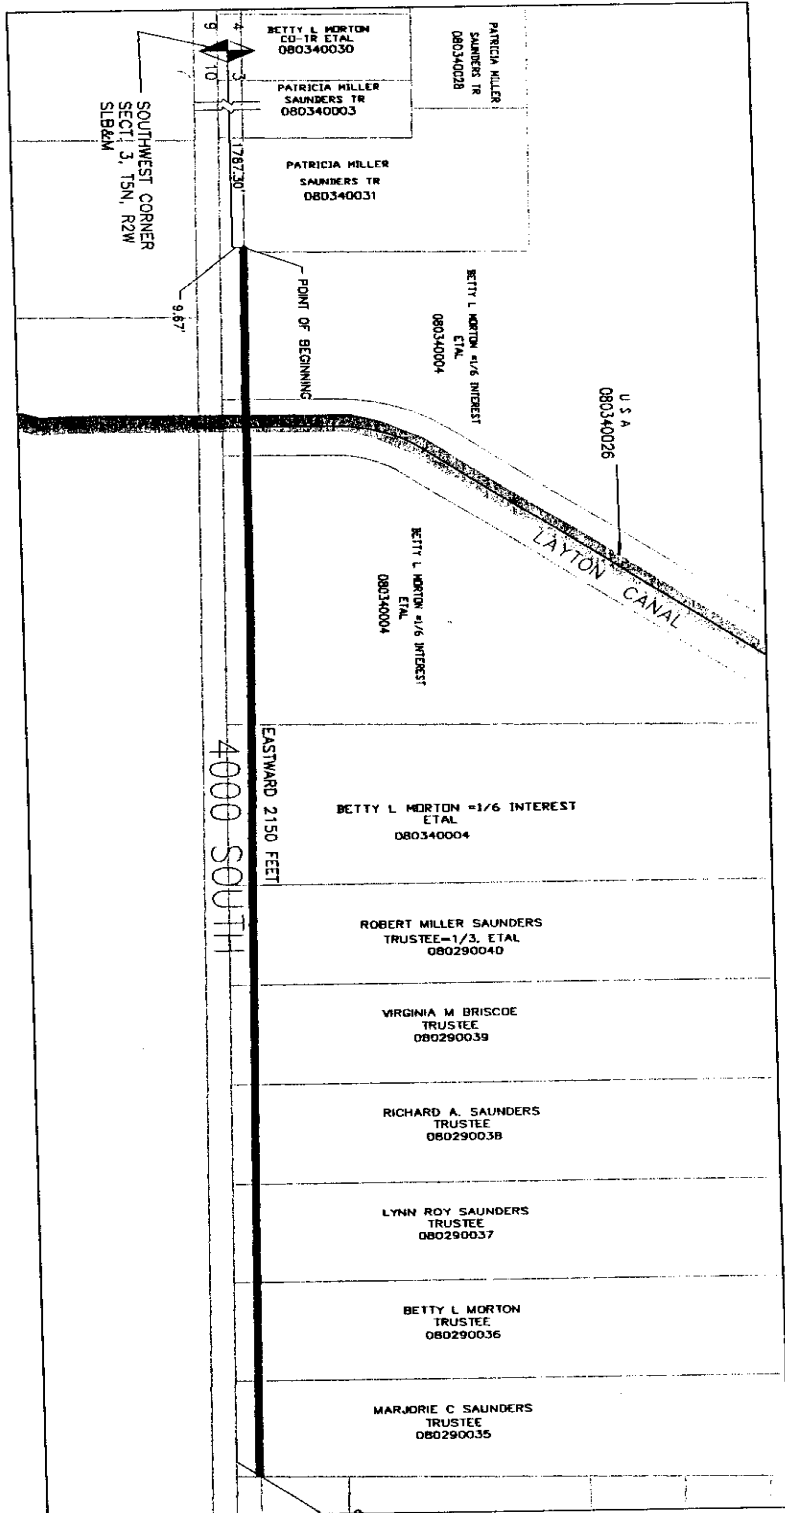 BETTY L MORTON
CO-TR ETAL
080340030
PATRICIA MILLER
SAUNDERS TR
080340028
PATRICIA MILLER
SAUNDERS TR
080340003
9
4
10
3
1787.30'
PATRICIA MILLER
SAUNDERS TR
080340031
SOUTHWEST CORNER
SECT. 3, T5N, R2W
SLB&M
9.67'
POINT OF BEGINNING
BETTY L MORTON =1/6 INTEREST
ETAL
080340004
U S A
080340026
LAYTON CANAL
BETTY L MORTON =1/6 INTEREST
ETAL
080340004
EASTWARD 2150 FEET
4000 SOUTH
BETTY L MORTON =1/6 INTEREST
ETAL
080340004
ROBERT MILLER SAUNDERS
TRUSTEE=1/3, ETAL
080290040
VIRGINIA M BRISCOE
TRUSTEE
080290039
RICHARD A. SAUNDERS
TRUSTEE
080290038
LYNN ROY SAUNDERS
TRUSTEE
080290037
BETTY L MORTON
TRUSTEE
080290036
MARJORIE C SAUNDERS
TRUSTEE
080290035